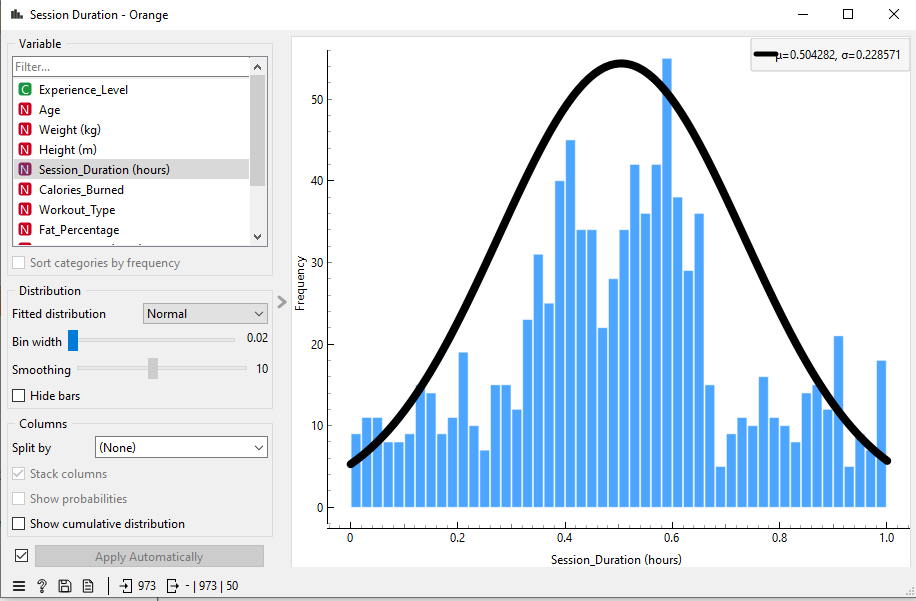 Session Duration - Orange
Variable
Filter...
C Experience_Level
N Age
N Weight (kg)
N Height (m)
N Session_Duration (hours)
N Calories_Burned
N Workout_Type
N Fat_Percentage
Sort categories by frequency
Distribution
Fitted distribution Normal
Bin width 0.02
Smoothing 10
Hide bars
Columns
Split by (None)
Stack columns
Show probabilities
Show cumulative distribution
Apply Automatically
973 - | 973 | 50
μ=0.504282, σ=0.228571
Frequency
50
40
30
20
10
0
0 0.2 0.4 0.6 0.8 1.0
Session_Duration (hours)